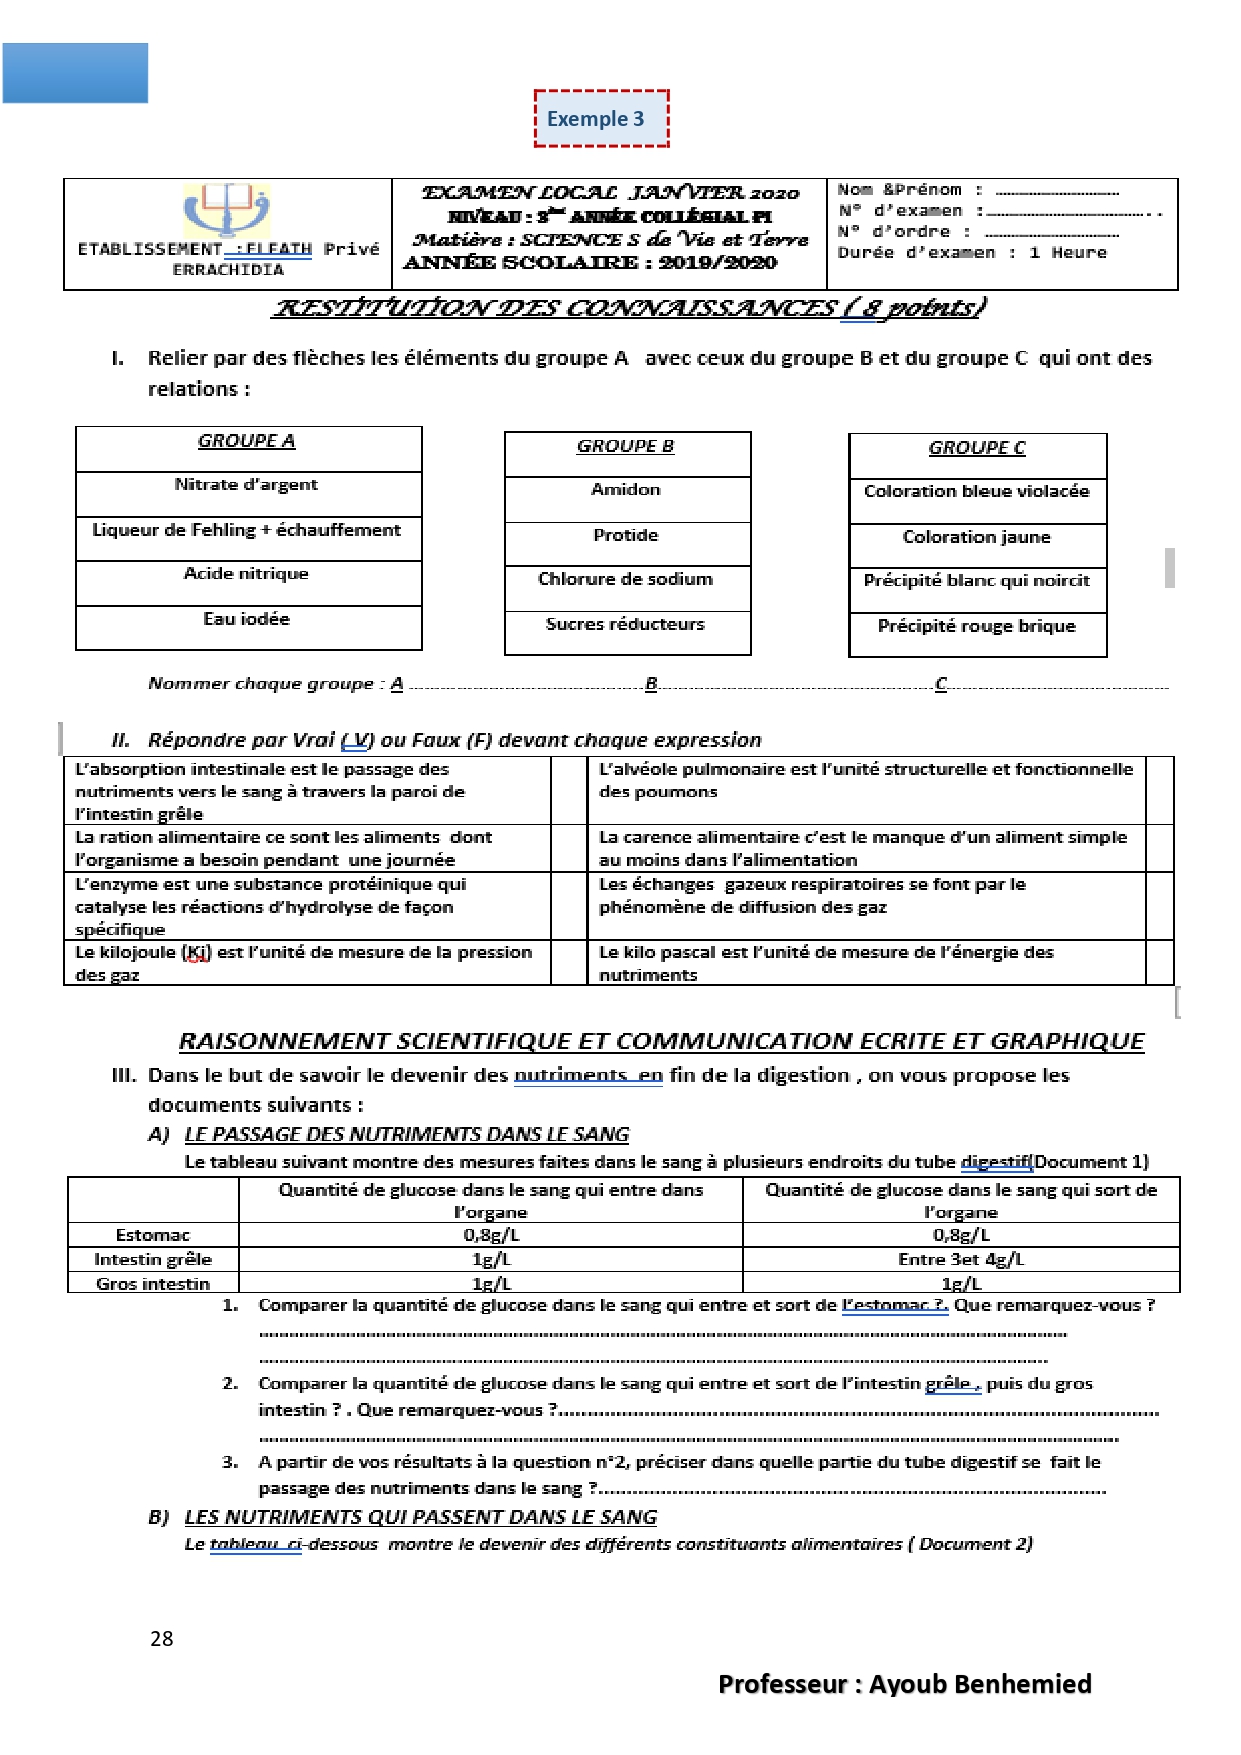 Exemple 3
ETABLISSEMENT :ELEATH Privé
ERRACHIDIA
EXAMEN LOCAL JANVIER 2020
NIVEAU : 3ème ANNÉE COLLÉGIAL PI
Matière : SCIENCE S de Vie et Terre
ANNÉE SCOLAIRE : 2019/2020
Nom &Prénom : ………………………
N° d'examen :……………………………..
N° d'ordre : ………………………
Durée d'examen : 1 Heure
RESTITUTION DES CONNAISSANCES ( 8 points)
I. Relier par des flèches les éléments du groupe A avec ceux du groupe B et du groupe C qui ont des
relations :
GROUPE A
Nitrate d'argent
Liqueur de Fehling + échauffement
Acide nitrique
Eau iodée
GROUPE B
Amidon
Protide
Chlorure de sodium
Sucres réducteurs
GROUPE C
Coloration bleue violacée
Coloration jaune
Précipité blanc qui noircit
Précipité rouge brique
Nommer chaque groupe : A ……………………………B……………………………C……………………………
II. Répondre par Vrai ( V) ou Faux (F) devant chaque expression
L'absorption intestinale est le passage des
nutriments vers le sang à travers la paroi de
l'intestin grêle
L'alvéole pulmonaire est l'unité structurelle et fonctionnelle
des poumons
La ration alimentaire ce sont les aliments dont
l'organisme a besoin pendant une journée
La carence alimentaire c'est le manque d'un aliment simple
au moins dans l'alimentation
L'enzyme est une substance protéinique qui
catalyse les réactions d'hydrolyse de façon
spécifique
Les échanges gazeux respiratoires se font par le
phénomène de diffusion des gaz
Le kilojoule (Kj) est l'unité de mesure de la pression
des gaz
Le kilo pascal est l'unité de mesure de l'énergie des
nutriments
RAISONNEMENT SCIENTIFIQUE ET COMMUNICATION ECRITE ET GRAPHIQUE
III. Dans le but de savoir le devenir des nutriments en fin de la digestion , on vous propose les
documents suivants :
A) LE PASSAGE DES NUTRIMENTS DANS LE SANG
Le tableau suivant montre des mesures faites dans le sang à plusieurs endroits du tube digestif(Document 1)
Quantité de glucose dans le sang qui entre dans
l'organe
Quantité de glucose dans le sang qui sort de
l'organe
Estomac 0,8g/L 0,8g/L
Intestin grêle 1g/L Entre 3et 4g/L
Gros intestin 1g/L 1g/L
1. Comparer la quantité de glucose dans le sang qui entre et sort de l'estomac ?. Que remarquez-vous ?
……………………………………………………………………………………
……………………………………………………………………………………
2. Comparer la quantité de glucose dans le sang qui entre et sort de l'intestin grêle , puis du gros
intestin ? . Que remarquez-vous ?……………………………………………………
……………………………………………………………………………………
3. A partir de vos résultats à la question n°2, préciser dans quelle partie du tube digestif se fait le
passage des nutriments dans le sang ?……………………………………………
B) LES NUTRIMENTS QUI PASSENT DANS LE SANG
Le tableau ci-dessous montre le devenir des différents constituants alimentaires ( Document 2)
28
Professeur : Ayoub Benhemied